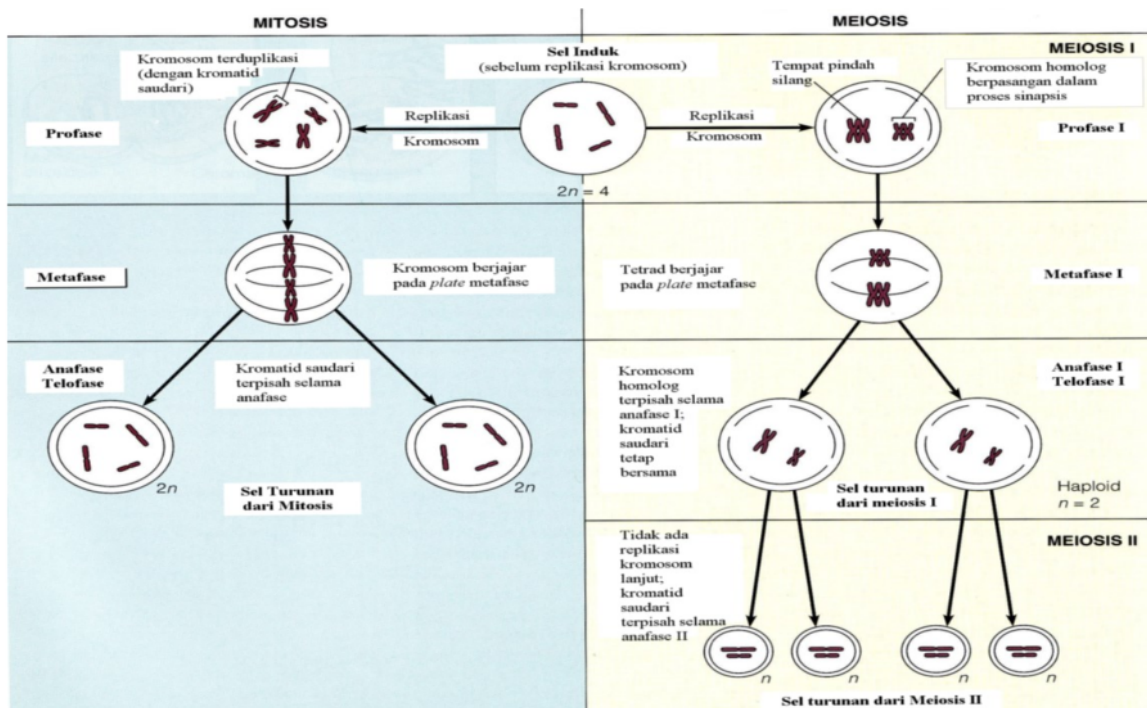 MITOSIS
MEIOSIS
Kromosom terduplikasi
(dengan kromatid
saudari)
Sel Induk
(sebelum replikasi kromosom)
MEIOSIS I
Tempat pindah
silang
Kromosom homolog
berpasangan dalam
proses sinapsis
Profase
Replikasi
Kromosom
Replikasi
Kromosom
Profase I
2n = 4
Metafase
Kromosom berjajar
pada plate metafase
Tetrad berjajar
pada plate metafase
Metafase I
Anafase
Telofase
Kromatid saudari
terpisah selama
anafase
Kromosom
homolog
terpisah selama
anafase I;
kromatid
saudari
tetap
bersama
Anafase I
Telofase I
2n
2n
Sel Turunan
dari Mitosis
Sel turunan
dari meiosis I
Haploid
n = 2
Tidak ada
replikasi
kromosom
lanjut;
kromatid
saudari
terpisah selama
anafase II
MEIOSIS II
n
n
n
n
Sel turunan dari Meiosis II